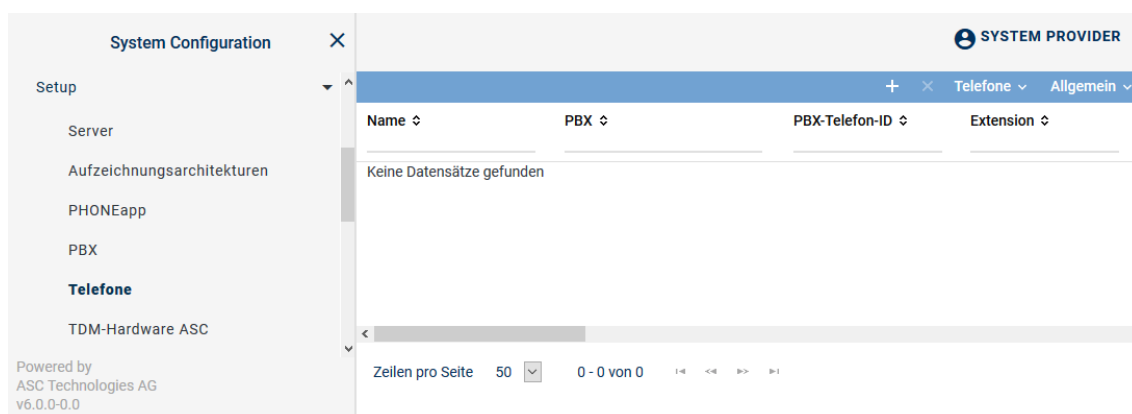 System Configuration
SYSTEM PROVIDER
Setup
Telefone
Allgemein
Name
PBX
PBX-Telefon-ID
Extension
Server
Aufzeichnungsarchitekturen
Keine Datensätze gefunden
PHONEapp
PBX
Telefone
TDM-Hardware ASC
Powered by
ASC Technologies AG
v6.0.0-0.0
Zeilen pro Seite 50 0 - 0 von 0